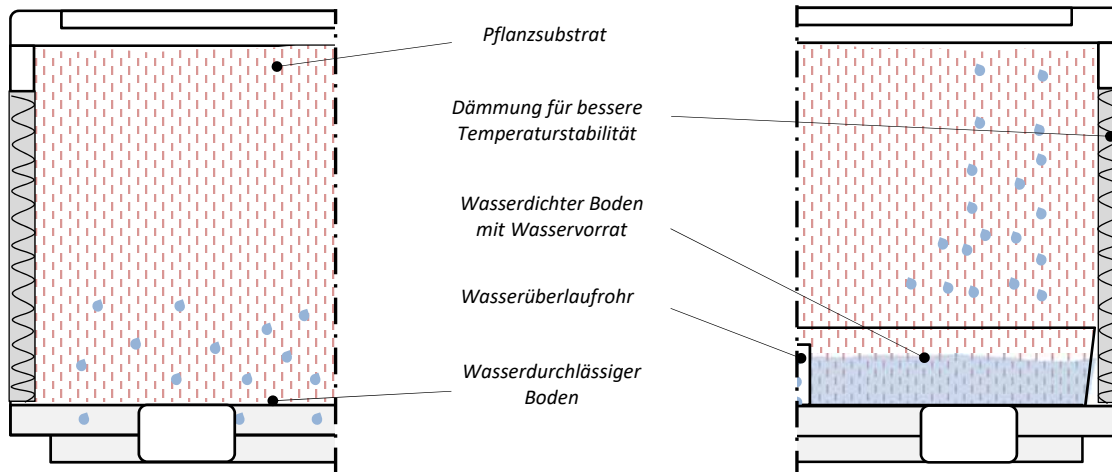 Pflanzsubstrat
Dämmung für bessere
Temperaturstabilität
Wasserdichter Boden
mit Wasservorrat
Wasserüberlaufrohr
Wasserdurchlässiger
Boden